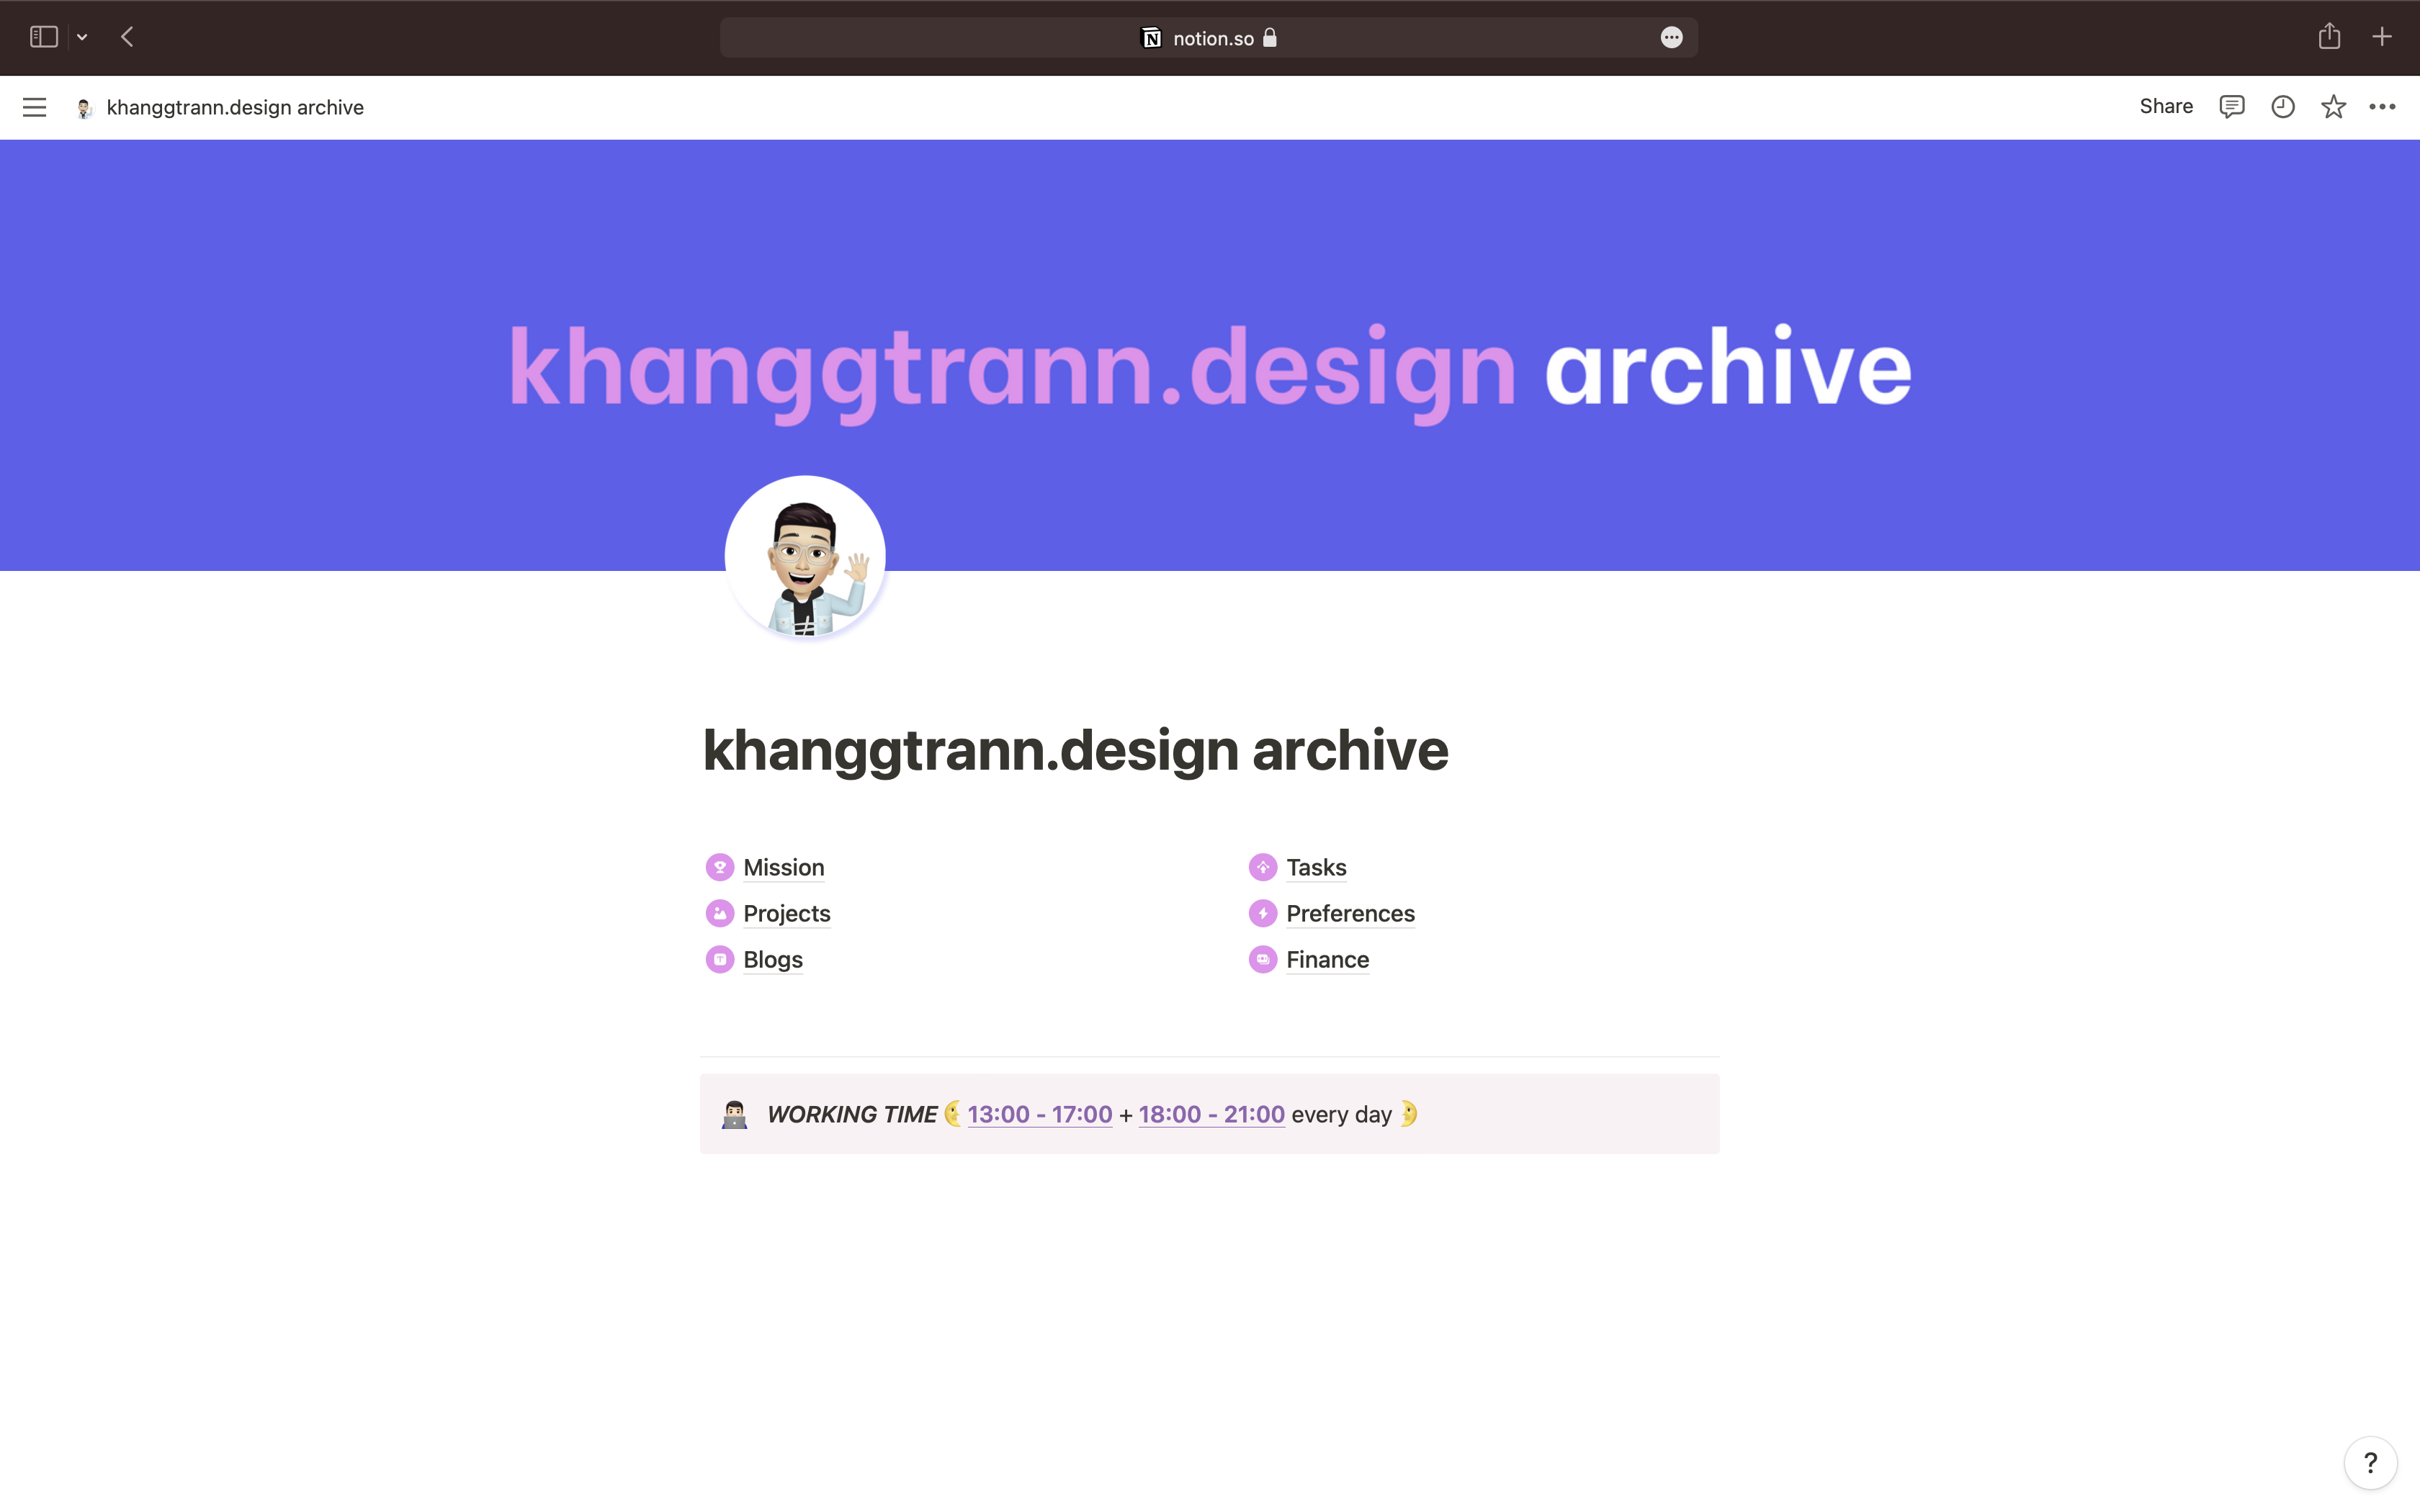 notion.so
khanggtrann.design archive
Share
khanggtrann.design archive
khanggtrann.design archive
Mission
Tasks
Projects
Preferences
Blogs
Finance
WORKING TIME 🌜 13:00 - 17:00 + 18:00 - 21:00 every day 🌛
?